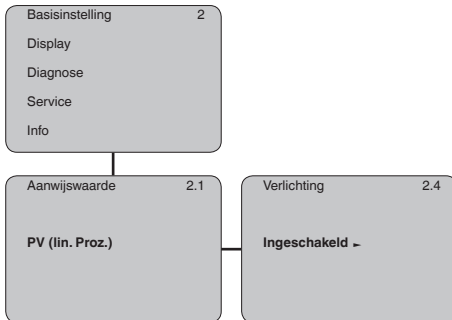 Basisinstelling 2
Display
Diagnose
Service
Info
Aanwijswaarde 2.1
PV (lin. Proz.)
Verlichting 2.4
Ingeschakeld ►